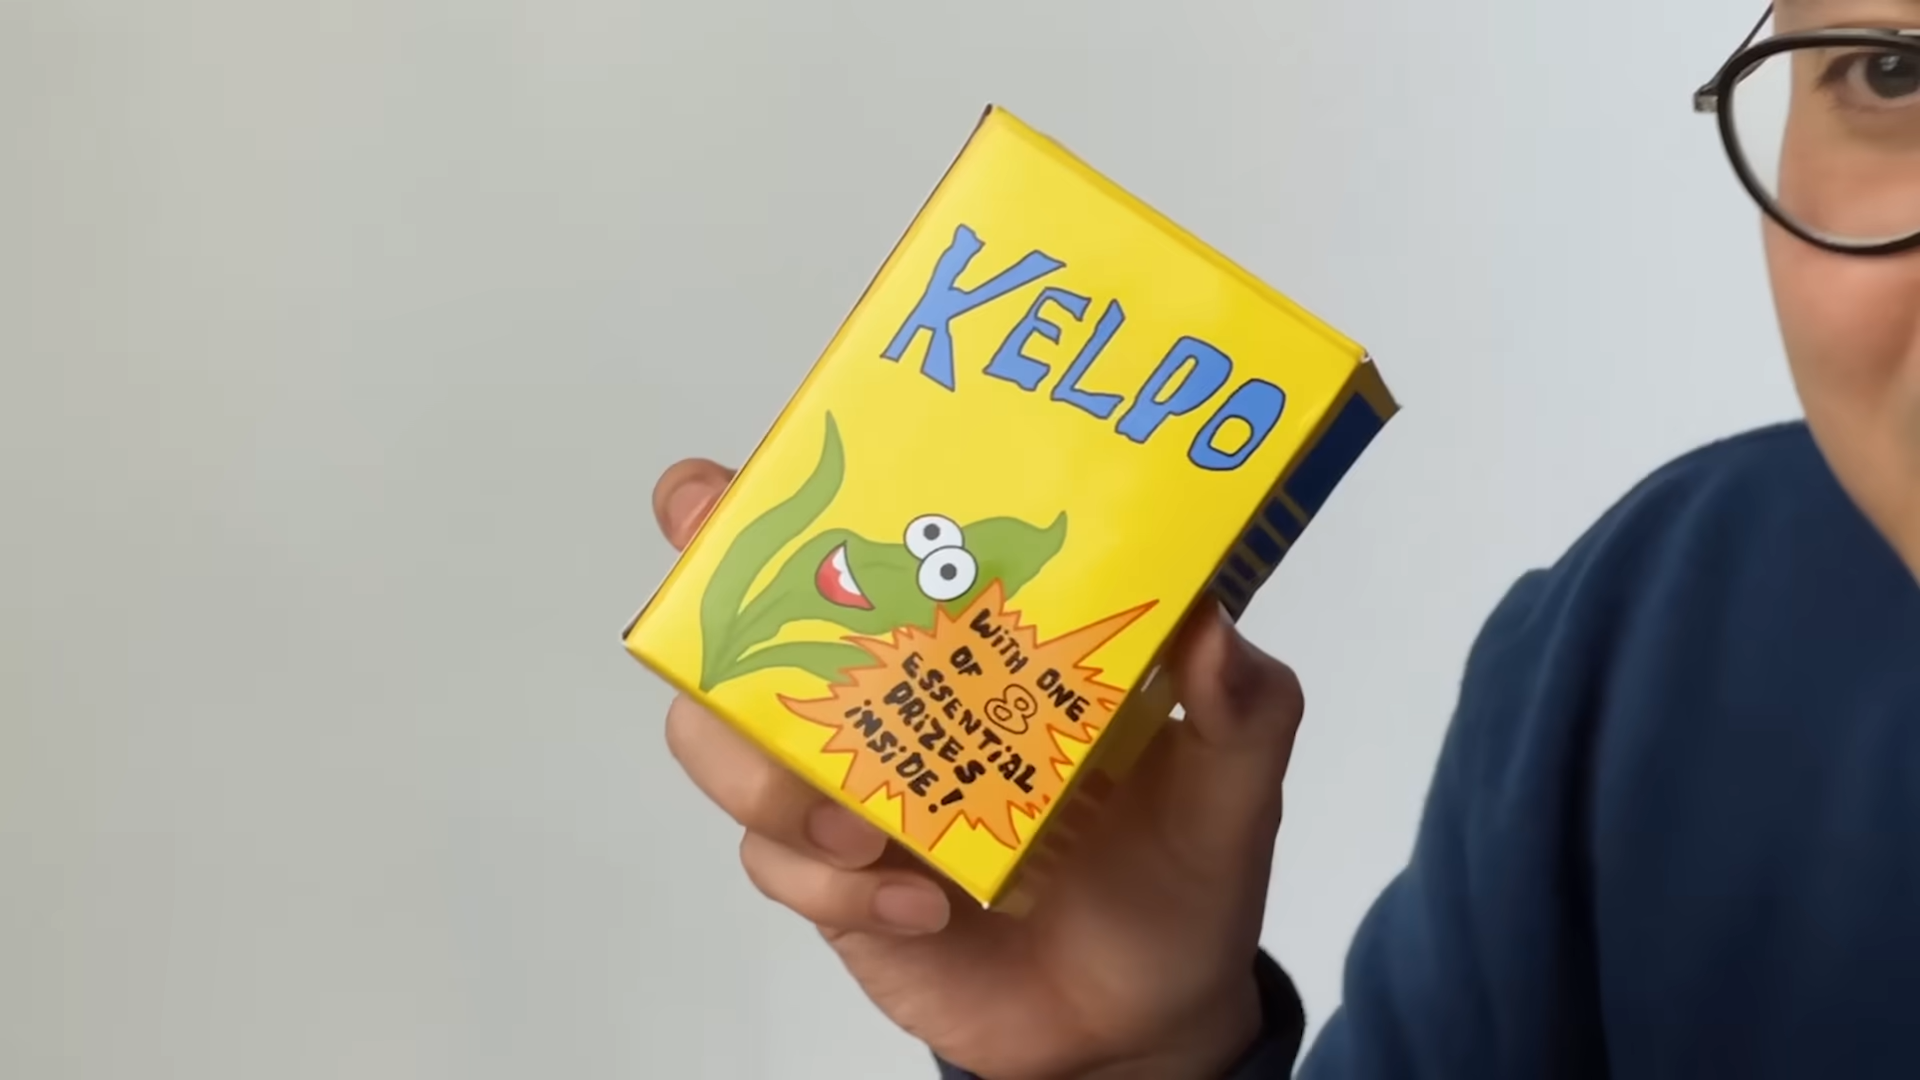 KELPO
WiTH ONE
OF 8
ESSENTiAL
PRiZES
iNSiDE!